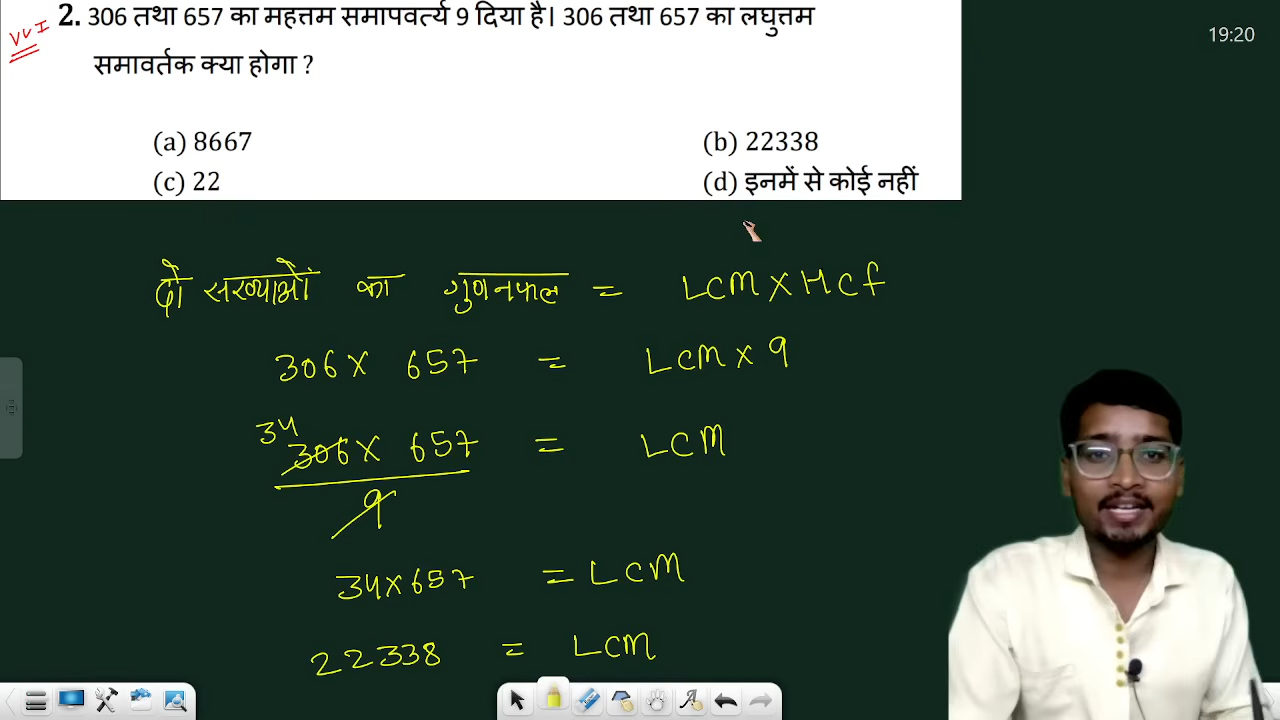 VVI
2. 306 तथा 657 का महत्तम समापवर्त्य 9 दिया है। 306 तथा 657 का लघुत्तम
समावर्तक क्या होगा ?
19:20
(a) 8667 (b) 22338
(c) 22 (d) इनमें से कोई नहीं
दो सख्याओं का गुणनफल = LCM X HCf
306 X 657 = LCM x 9
34
306 X 657 = LCM
9
34 x 657 = LCM
22338 = LCM